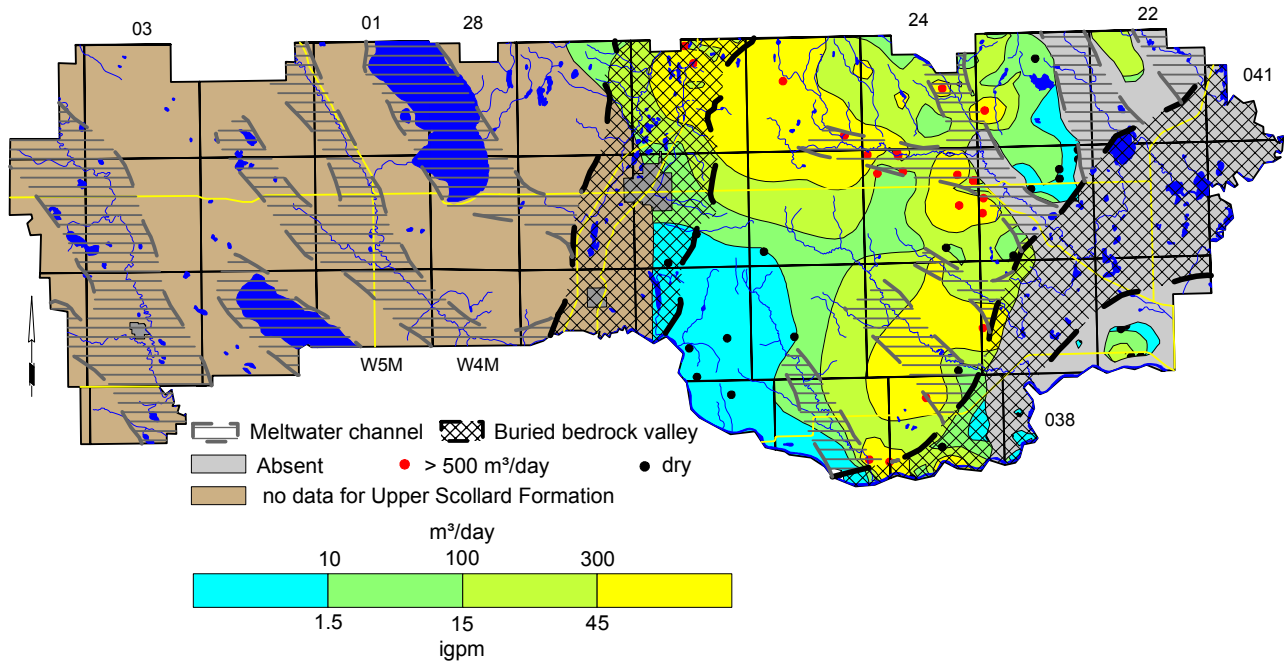 03 01 28 24 22
041
W5M W4M
038
Meltwater channel Buried bedrock valley
Absent > 500 m³/day dry
no data for Upper Scollard Formation
m³/day
10 100 300
1.5 15 45
igpm